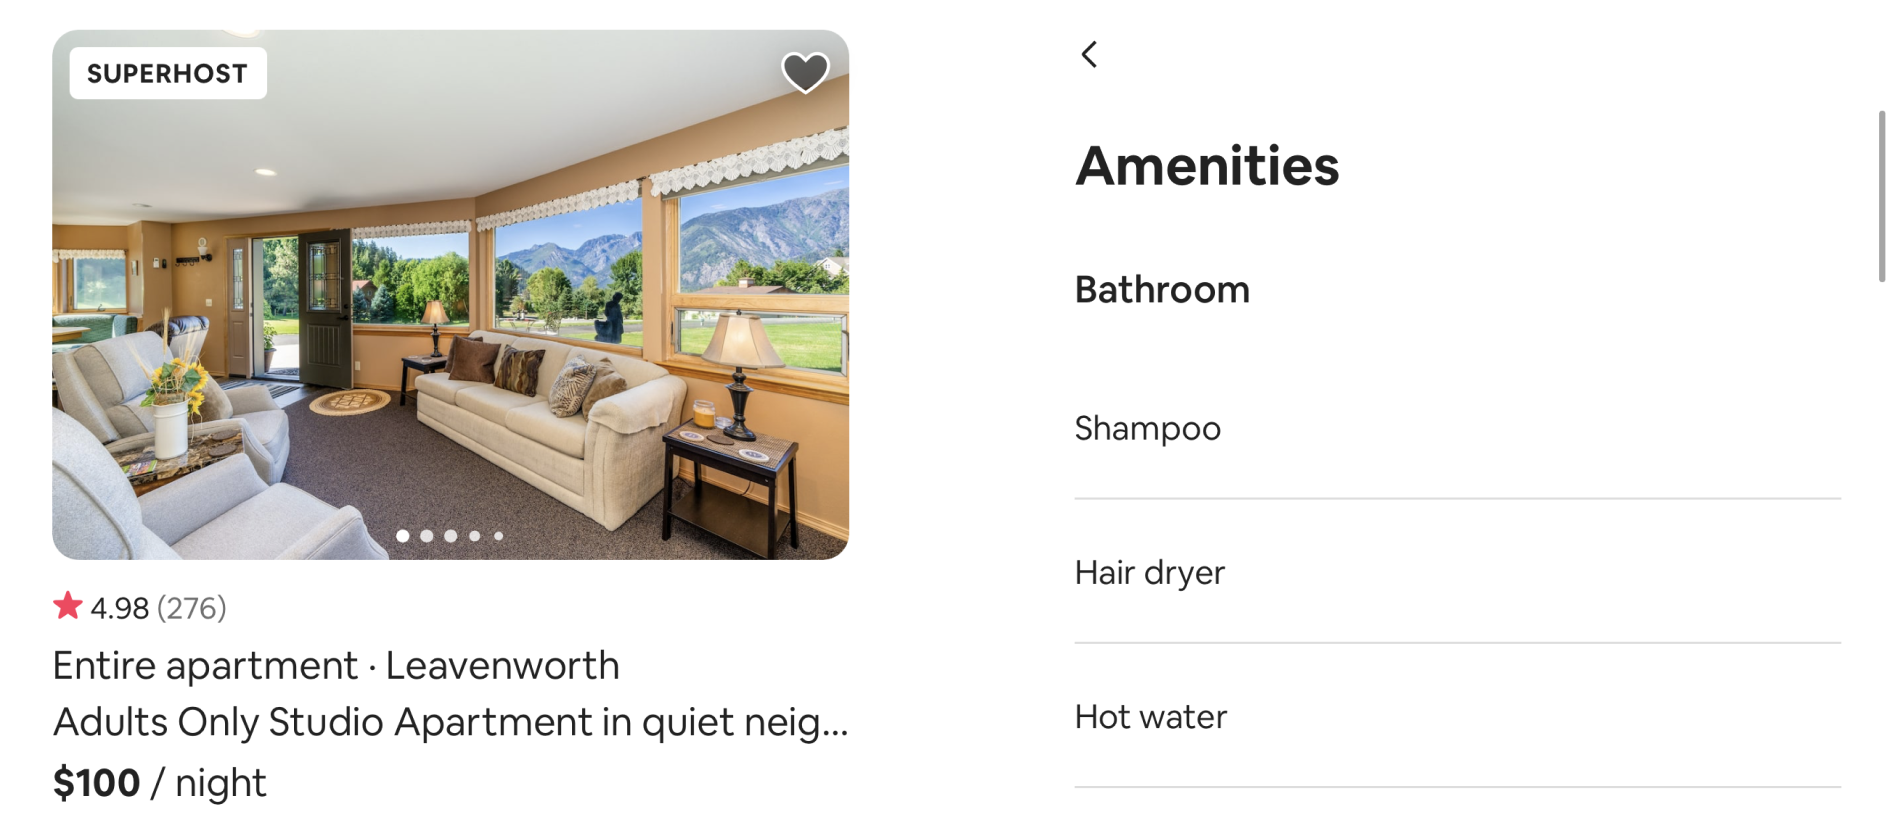 SUPERHOST
4.98 (276)
Entire apartment · Leavenworth
Adults Only Studio Apartment in quiet neig...
$100 / night
Amenities
Bathroom
Shampoo
Hair dryer
Hot water